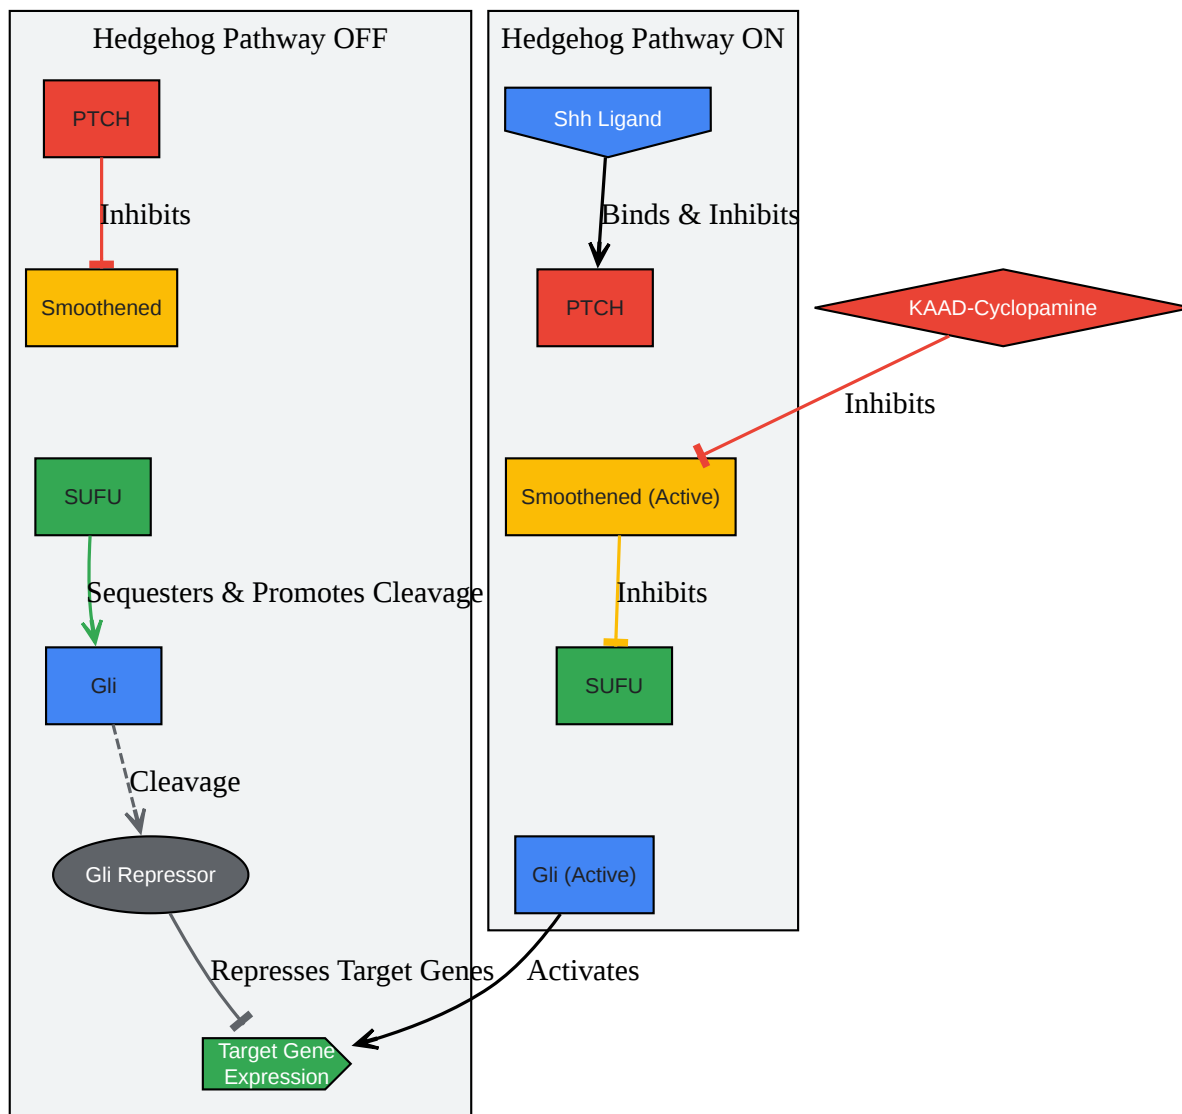 Hedgehog Pathway OFF
PTCH
Inhibits
Smoothened
SUFU
Sequesters & Promotes Cleavage
Gli
Cleavage
Gli Repressor
Represses Target Genes
Target Gene
Expression
Hedgehog Pathway ON
Shh Ligand
Binds & Inhibits
PTCH
Smoothened (Active)
Inhibits
SUFU
Gli (Active)
Activates
KAAD-Cyclopamine
Inhibits